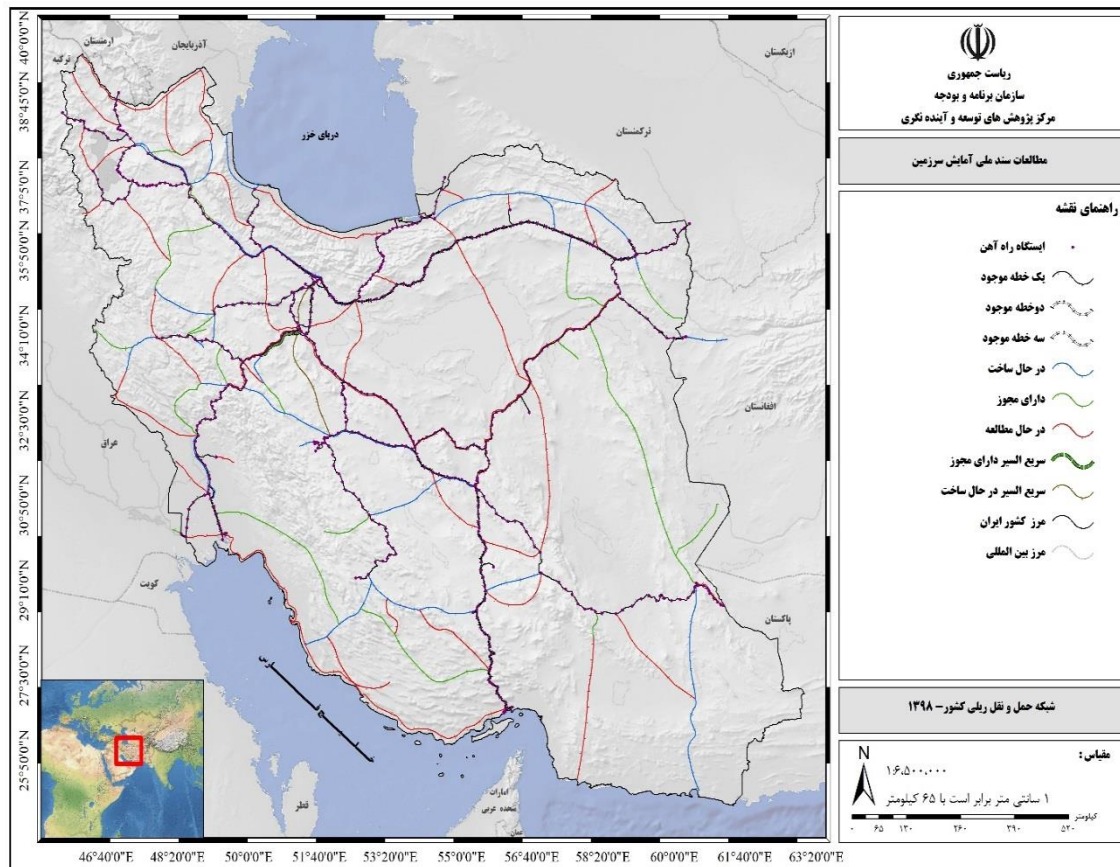 ریاست جمهوری
سازمان برنامه و بودجه
مرکز پژوهش های توسعه و آینده نگری
مطالعات سند ملی آمایش سرزمین
راهنمای نقشه
ایستگاه راه آهن
یک خطه موجود
دوخطه موجود
سه خطه موجود
در حال ساخت
دارای مجوز
در حال مطالعه
سریع السیر دارای مجوز
سریع السیر در حال ساخت
مرز کشور ایران
مرز بین المللی
شبکه حمل و نقل ریلی کشور- ۱۳۹۸
مقیاس :
N
۱:۶,۵۰۰,۰۰۰
۱ سانتی متر برابر است با ۶۵ کیلومتر
کیلومتر
۰ ۶۵ ۱۳۰ ۲۶۰ ۳۹۰ ۵۲۰
ارمنستان
آذربایجان
ترکیه
ازبکستان
ترکمنستان
دریای خزر
افغانستان
عراق
کویت
پاکستان
قطر
امارات
متحده عربی
عمان
40°0'0"N
38°45'0"N
37°5'0"N
35°50'0"N
34°10'0"N
32°30'0"N
30°50'0"N
29°10'0"N
27°30'0"N
25°50'0"N
46°40'0"E 48°20'0"E 50°0'0"E 51°40'0"E 53°20'0"E 55°0'0"E 56°40'0"E 58°20'0"E 60°0'0"E 61°40'0"E 63°20'0"E